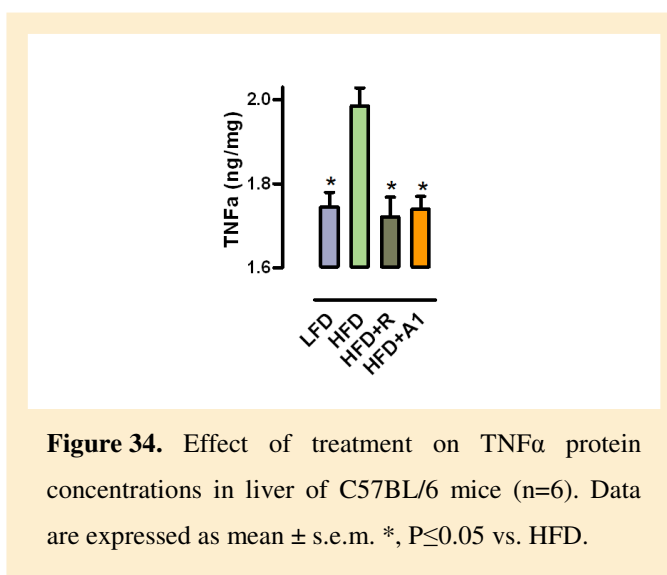 2.0
*
*
*
1.8
1.6
TNFa (ng/mg)
LFD
HFD
HFD+R
HFD+A1
Figure 34. Effect of treatment on TNFα protein
concentrations in liver of C57BL/6 mice (n=6). Data
are expressed as mean ± s.e.m. *, P≤0.05 vs. HFD.